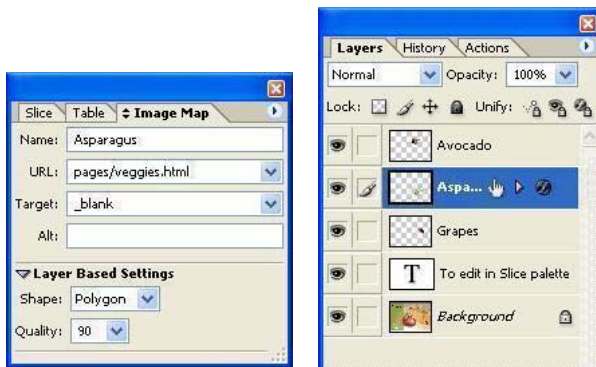 Slice Table Image Map
Name: Asparagus
URL: pages/veggies.html
Target: _blank
Alt:
Layer Based Settings
Shape: Polygon
Quality: 90
Layers History Actions
Normal Opacity: 100%
Lock: Unify:
Avocado
Aspa...
Grapes
T To edit in Slice palette
Background